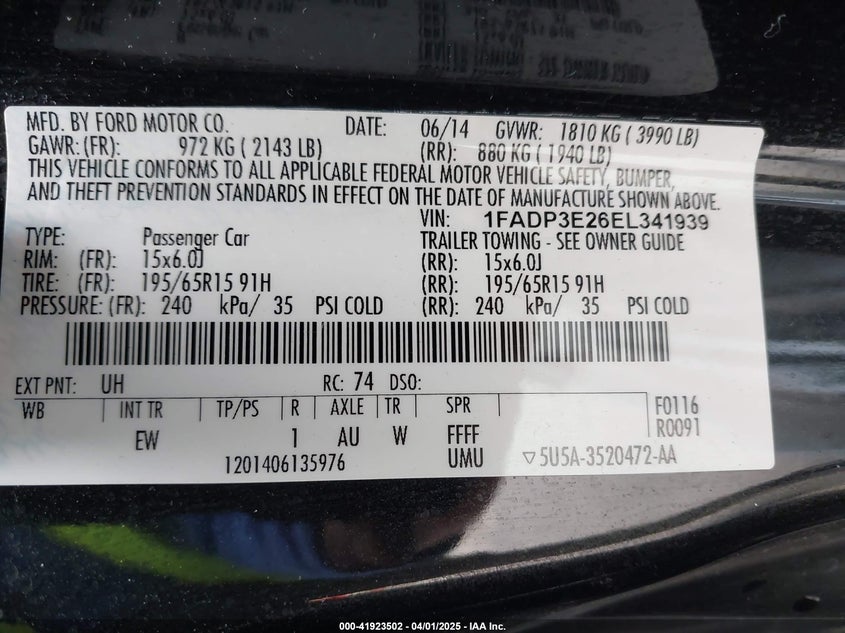 MFD. BY FORD MOTOR CO. DATE: 06/14 GVWR: 1810 KG ( 3990 LB)
GAWR: (FR): 972 KG ( 2143 LB) (RR): 880 KG ( 1940 LB)
THIS VEHICLE CONFORMS TO ALL APPLICABLE FEDERAL MOTOR VEHICLE SAFETY, BUMPER,
AND THEFT PREVENTION STANDARDS IN EFFECT ON THE DATE OF MANUFACTURE SHOWN ABOVE.
VIN: 1FADP3E26EL341939
TYPE: Passenger Car TRAILER TOWING - SEE OWNER GUIDE
RIM: (FR): 15x6.0J (RR): 15x6.0J
TIRE: (FR): 195/65R15 91H (RR): 195/65R15 91H
PRESSURE: (FR): 240 kPa/ 35 PSI COLD (RR): 240 kPa/ 35 PSI COLD
EXT PNT: UH RC: 74 DSO:
WB INT TR TP/PS R AXLE TR SPR F0116
EW 1 AU W FFFF R0091
1201406135976 UMU ▽5U5A-3520472-AA
000-41923502 - 04/01/2025 - IAA Inc.